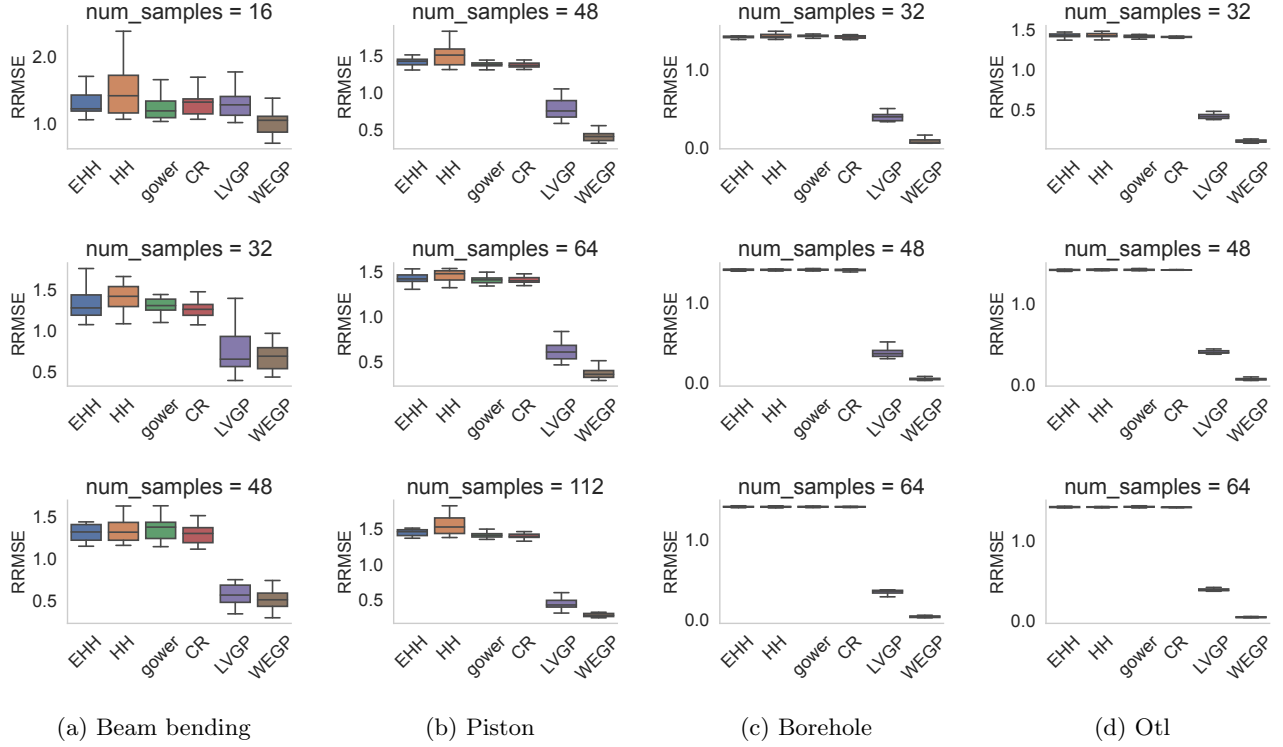 num_samples = 16
RRMSE
2.0
1.0
EHH HH gower CR LVGP WEGP
num_samples = 48
RRMSE
1.5
1.0
0.5
EHH HH gower CR LVGP WEGP
num_samples = 32
RRMSE
1.0
0.0
EHH HH gower CR LVGP WEGP
num_samples = 32
RRMSE
1.5
1.0
0.5
EHH HH gower CR LVGP WEGP
num_samples = 32
RRMSE
1.5
1.0
0.5
EHH HH gower CR LVGP WEGP
num_samples = 64
RRMSE
1.5
1.0
0.5
EHH HH gower CR LVGP WEGP
num_samples = 48
RRMSE
1.0
0.0
EHH HH gower CR LVGP WEGP
num_samples = 48
RRMSE
1.0
0.0
EHH HH gower CR LVGP WEGP
num_samples = 48
RRMSE
1.5
1.0
0.5
EHH HH gower CR LVGP WEGP
num_samples = 112
RRMSE
1.5
1.0
0.5
EHH HH gower CR LVGP WEGP
num_samples = 64
RRMSE
1.0
0.0
EHH HH gower CR LVGP WEGP
num_samples = 64
RRMSE
1.0
0.0
EHH HH gower CR LVGP WEGP
(a) Beam bending
(b) Piston
(c) Borehole
(d) Otl